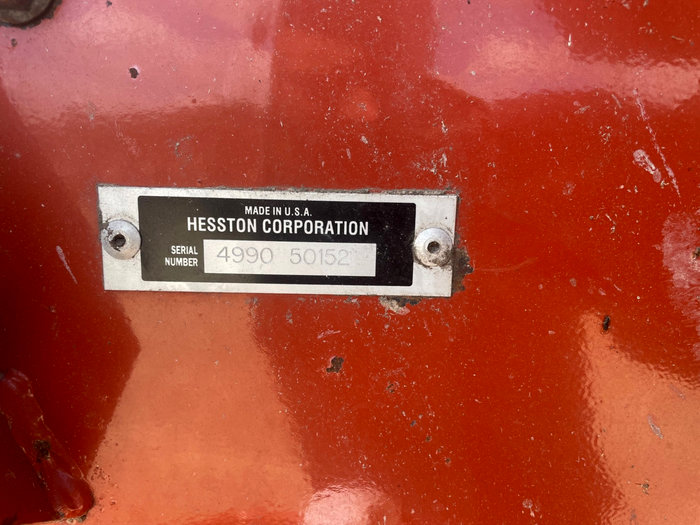 MADE IN U.S.A.
HESSTON CORPORATION
SERIAL NUMBER 4990 50152